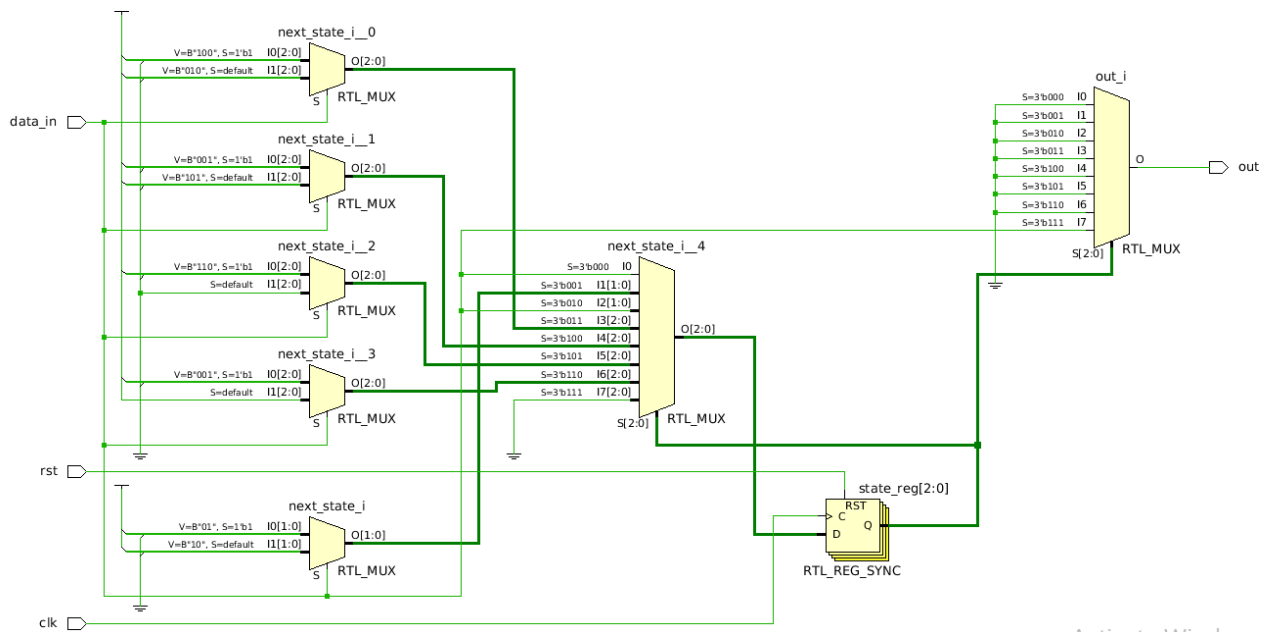 next_state_i__0
V=B"100", S=1'b1 I0[2:0]
V=B"010", S=default I1[2:0]
O[2:0]
S
RTL_MUX
data_in
next_state_i__1
V=B"001", S=1'b1 I0[2:0]
V=B"101", S=default I1[2:0]
O[2:0]
S
RTL_MUX
next_state_i__2
V=B"110", S=1'b1 I0[2:0]
S=default I1[2:0]
O[2:0]
S
RTL_MUX
next_state_i__3
V=B"001", S=1'b1 I0[2:0]
S=default I1[2:0]
O[2:0]
S
RTL_MUX
rst
next_state_i
V=B"01", S=1'b1 I0[1:0]
V=B"10", S=default I1[1:0]
O[1:0]
S
RTL_MUX
clk
next_state_i__4
S=3'b000 I0
S=3'b001 I1[1:0]
S=3'b010 I2[1:0]
S=3'b011 I3[2:0]
S=3'b100 I4[2:0]
S=3'b101 I5[2:0]
S=3'b110 I6[2:0]
S=3'b111 I7[2:0]
O[2:0]
S[2:0]
RTL_MUX
state_reg[2:0]
RST
C
D
Q
RTL_REG_SYNC
out_i
S=3'b000 I0
S=3'b001 I1
S=3'b010 I2
S=3'b011 I3
S=3'b100 I4
S=3'b101 I5
S=3'b110 I6
S=3'b111 I7
O
S[2:0]
RTL_MUX
out